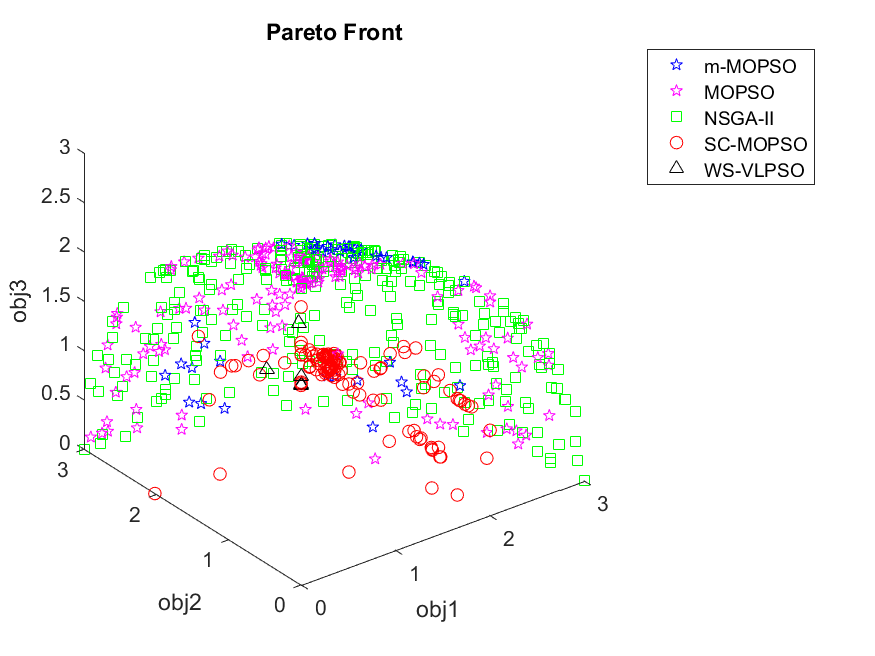 Pareto Front
m-MOPSO
MOPSO
NSGA-II
SC-MOPSO
WS-VLPSO
3
2.5
2
1.5
1
0.5
0
obj3
3
2
1
0
obj2
0
1
2
3
obj1